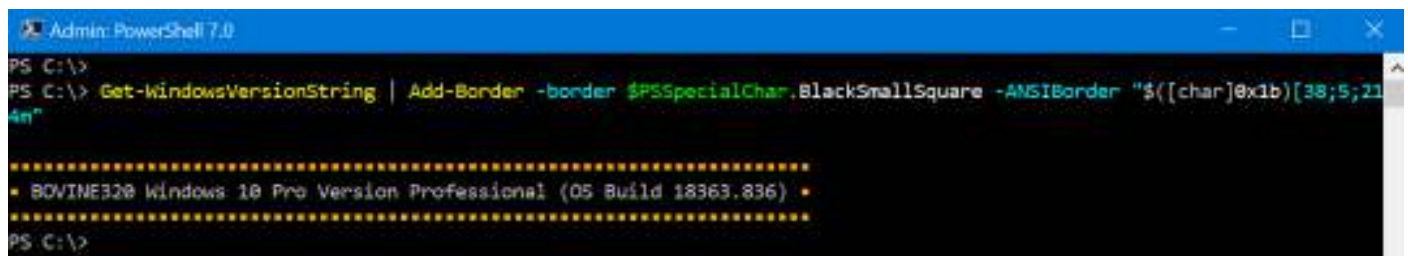 Admin: PowerShell 7.0
PS C:\>
PS C:\> Get-WindowsVersionString | Add-Border -border $PSSpecialChar.BlackSmallSquare -ANSIBorder "$([char]0x1b)[38;5;21
4m"
▪▪▪▪▪▪▪▪▪▪▪▪▪▪▪▪▪▪▪▪▪▪▪▪▪▪▪▪▪▪▪▪▪▪▪▪▪▪▪▪▪▪▪▪▪▪▪▪▪▪▪▪▪▪▪▪▪▪▪▪▪▪▪▪▪▪▪▪▪▪
▪ BOVINE320 Windows 10 Pro Version Professional (OS Build 18363.836) ▪
▪▪▪▪▪▪▪▪▪▪▪▪▪▪▪▪▪▪▪▪▪▪▪▪▪▪▪▪▪▪▪▪▪▪▪▪▪▪▪▪▪▪▪▪▪▪▪▪▪▪▪▪▪▪▪▪▪▪▪▪▪▪▪▪▪▪▪▪▪▪
PS C:\>